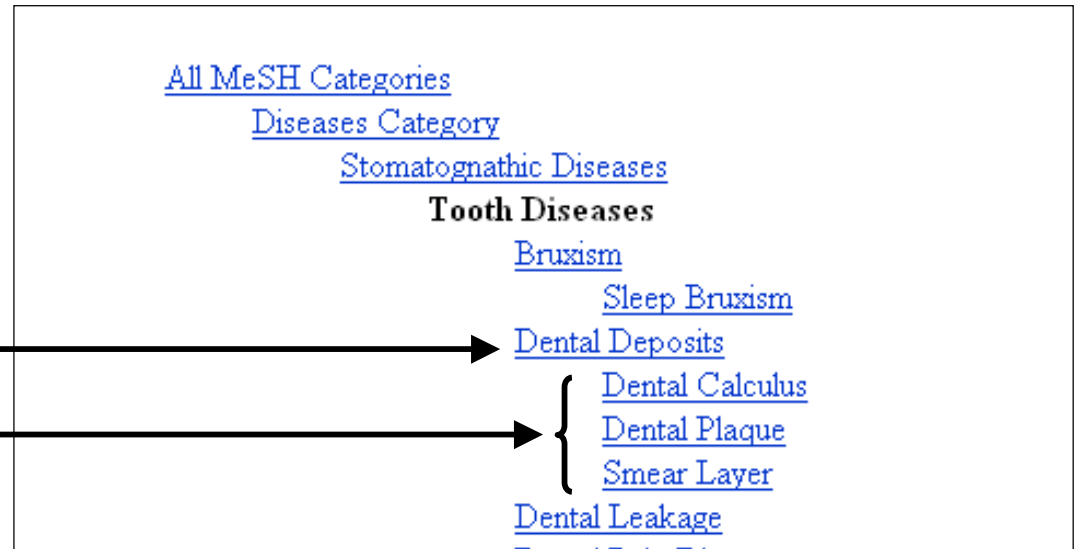 All MeSH Categories
Diseases Category
Stomatognathic Diseases
Tooth Diseases
Bruxism
Sleep Bruxism
Dental Deposits
Dental Calculus
Dental Plaque
Smear Layer
Dental Leakage